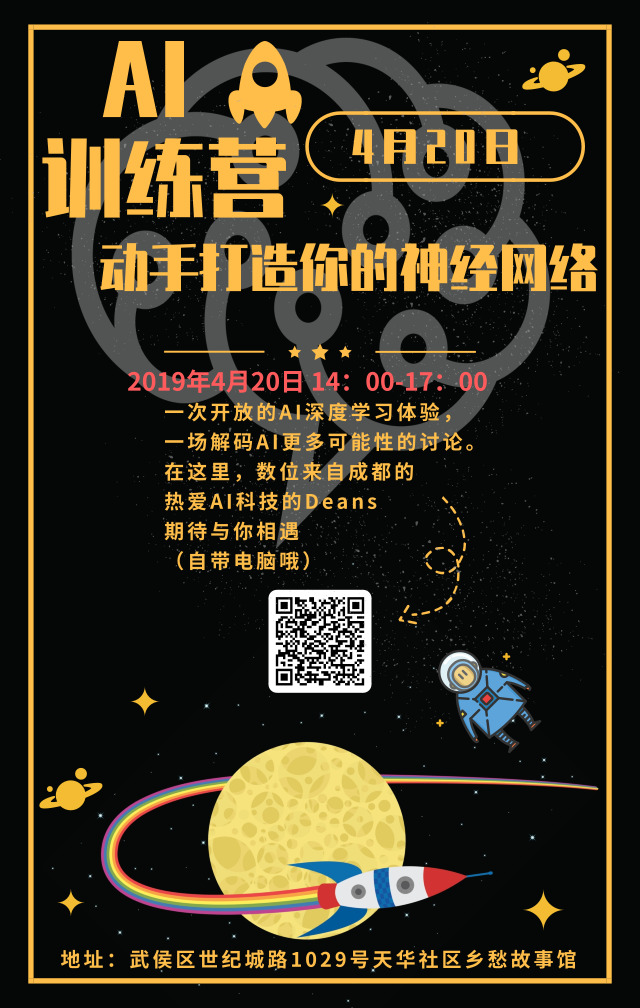 AI
训练营
4月20日
动手打造你的神经网络
2019年4月20日 14：00-17：00
一次开放的AI深度学习体验，
一场解码AI更多可能性的讨论。
在这里，数位来自成都的
热爱AI科技的Deans
期待与你相遇
（自带电脑哦）
地址：武侯区世纪城路1029号天华社区乡愁故事馆